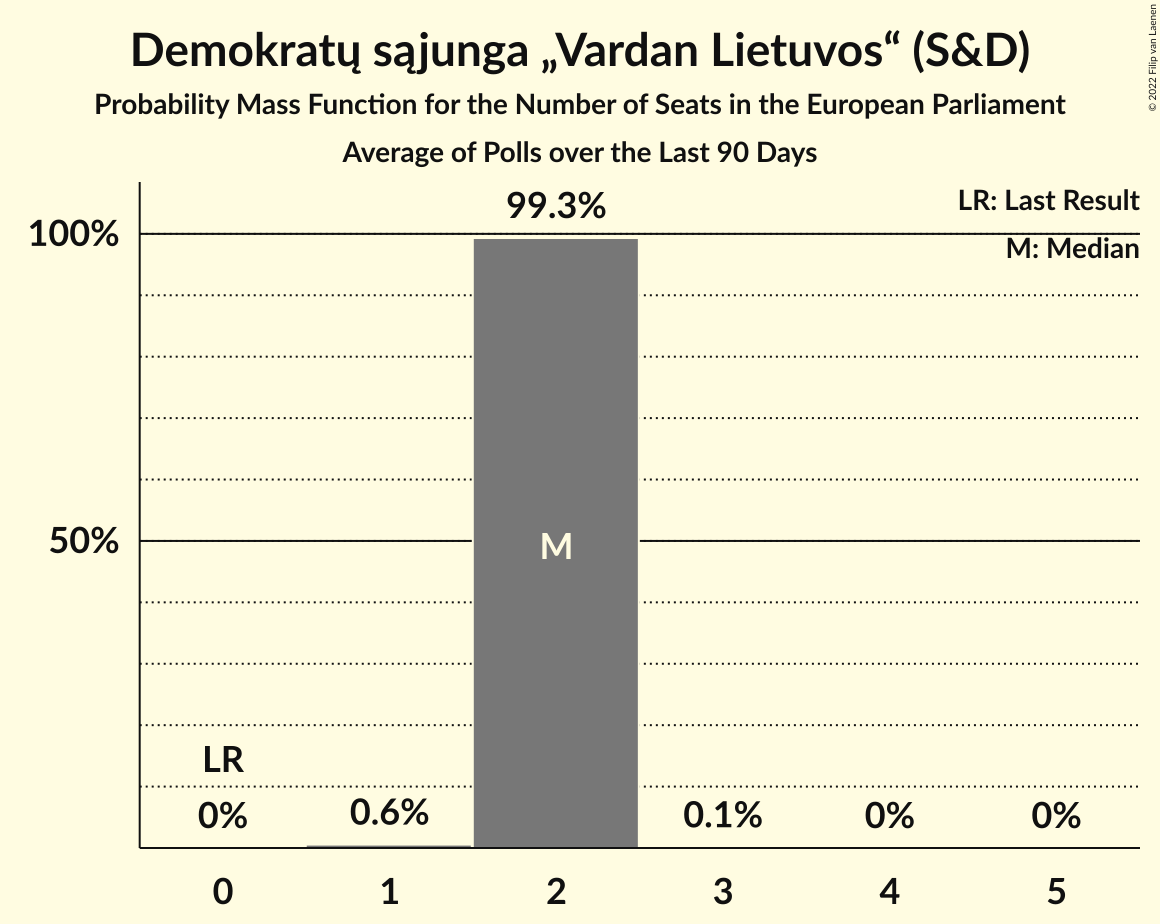 Demokratų sąjunga „Vardan Lietuvos“ (S&D)
Probability Mass Function for the Number of Seats in the European Parliament
Average of Polls over the Last 90 Days
© 2022 Filip van Laenen
LR: Last Result
M: Median
99.3%
100%
50%
M
LR
0%
0.6%
0.1%
0%
0%
0 1 2 3 4 5